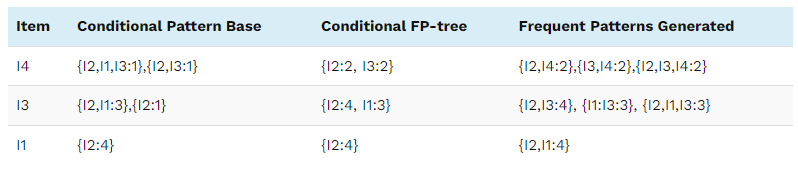 Item Conditional Pattern Base Conditional FP-tree Frequent Patterns Generated
I4 {I2,I1,I3:1},{I2,I3:1} {I2:2, I3:2} {I2,I4:2},{I3,I4:2},{I2,I3,I4:2}
I3 {I2,I1:3},{I2:1} {I2:4, I1:3} {I2,I3:4}, {I1:I3:3}, {I2,I1,I3:3}
I1 {I2:4} {I2:4} {I2,I1:4}